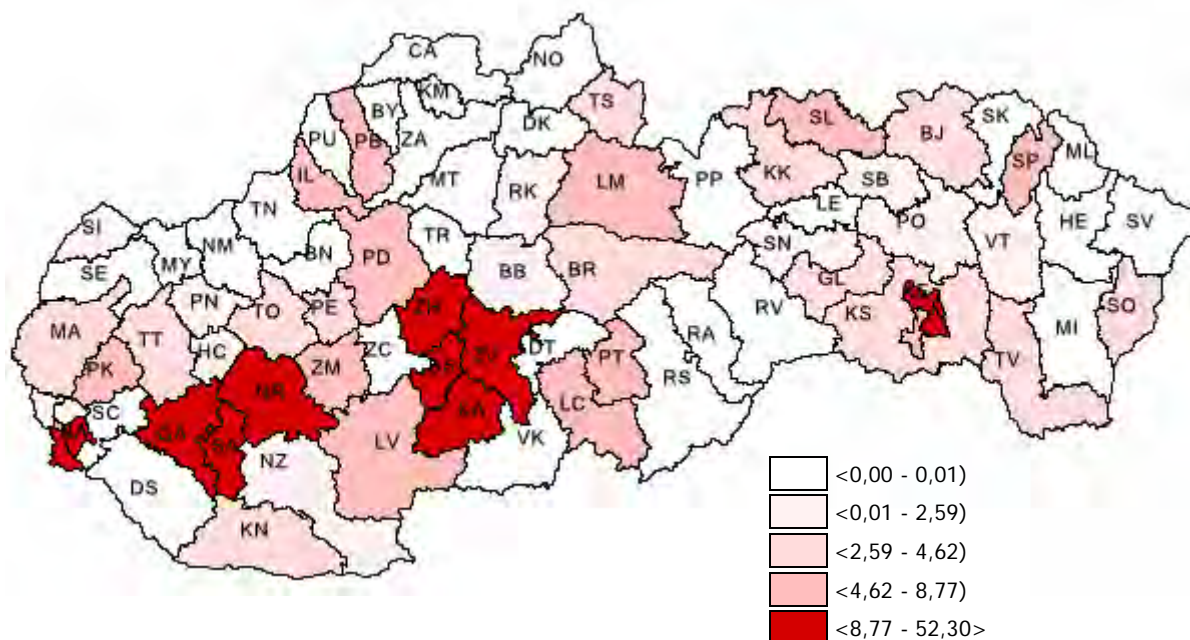 CA
NO
KM
TS
BY
DK
PU
PB
ZA
SL
BJ
SK
ML
IL
MT
RK
LM
PP
KK
SB
SP
TN
LE
PO
HE
SV
SI
NM
BN
PD
TR
BB
BR
SN
VT
SE
MY
PN
TO
PE
ZH
GL
SO
MA
TT
RV
KS
HC
ZC
ZV
DT
RA
MI
PK
ZM
PT
TV
NR
RS
SC
KA
LC
GA
SA
LV
VK
NZ
DS
KN
<0,00 - 0,01)
<0,01 - 2,59)
<2,59 - 4,62)
<4,62 - 8,77)
<8,77 - 52,30>